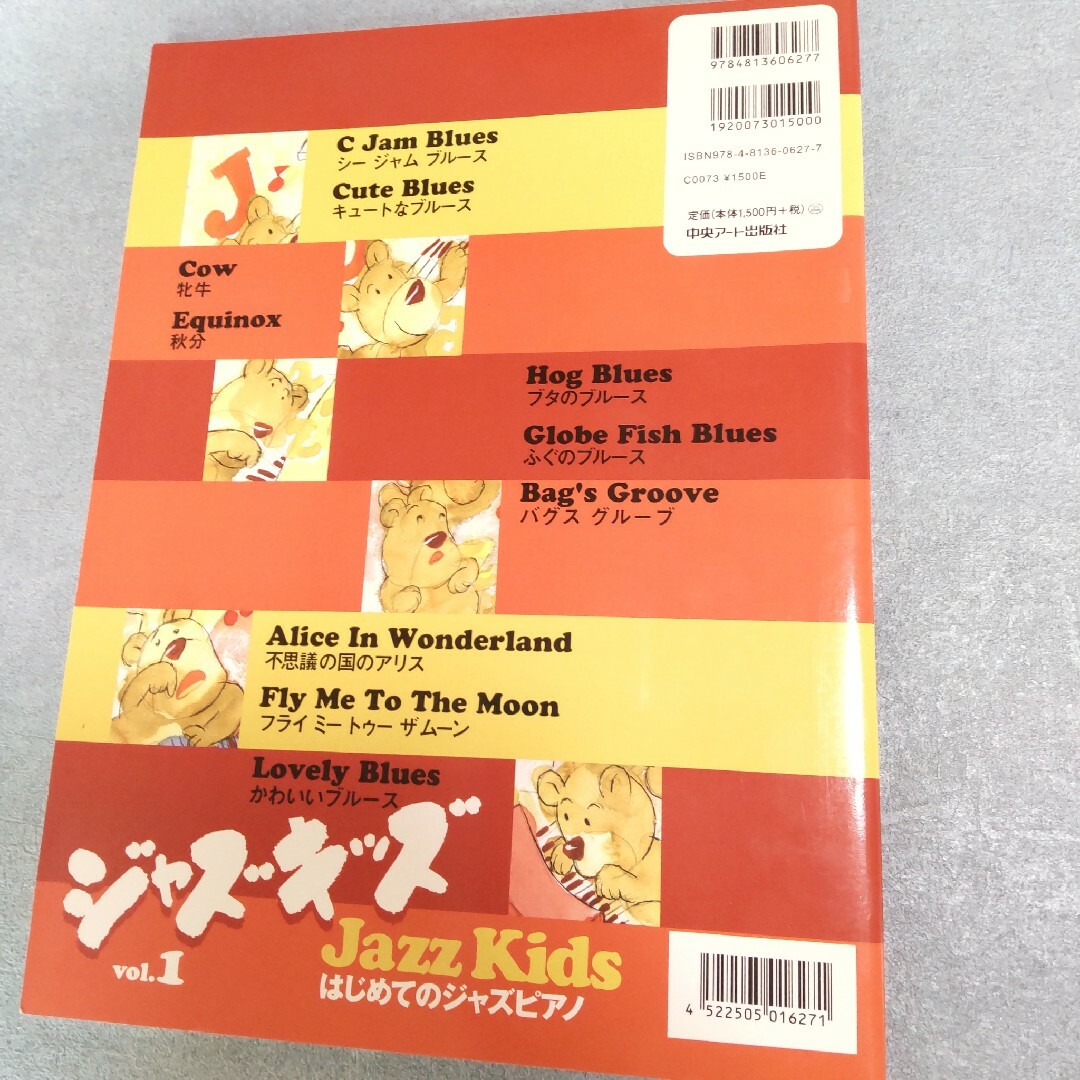 9784813606277
1920073015000
ISBN978-4-8136-0627-7
C0073 ¥1500E
定価(本体1,500円+税)
中央アート出版社
C Jam Blues
シー ジャム ブルース
Cute Blues
キュートなブルース
J
Cow
牝牛
Equinox
秋分
Hog Blues
ブタのブルース
Globe Fish Blues
ふぐのブルース
Bag's Groove
バグス グルーブ
Alice In Wonderland
不思議の国のアリス
Fly Me To The Moon
フライ ミー トゥー ザムーン
Lovely Blues
かわいいブルース
ジャズ・キッズ
vol.1
Jazz Kids
はじめてのジャズピアノ
4 522505 016271